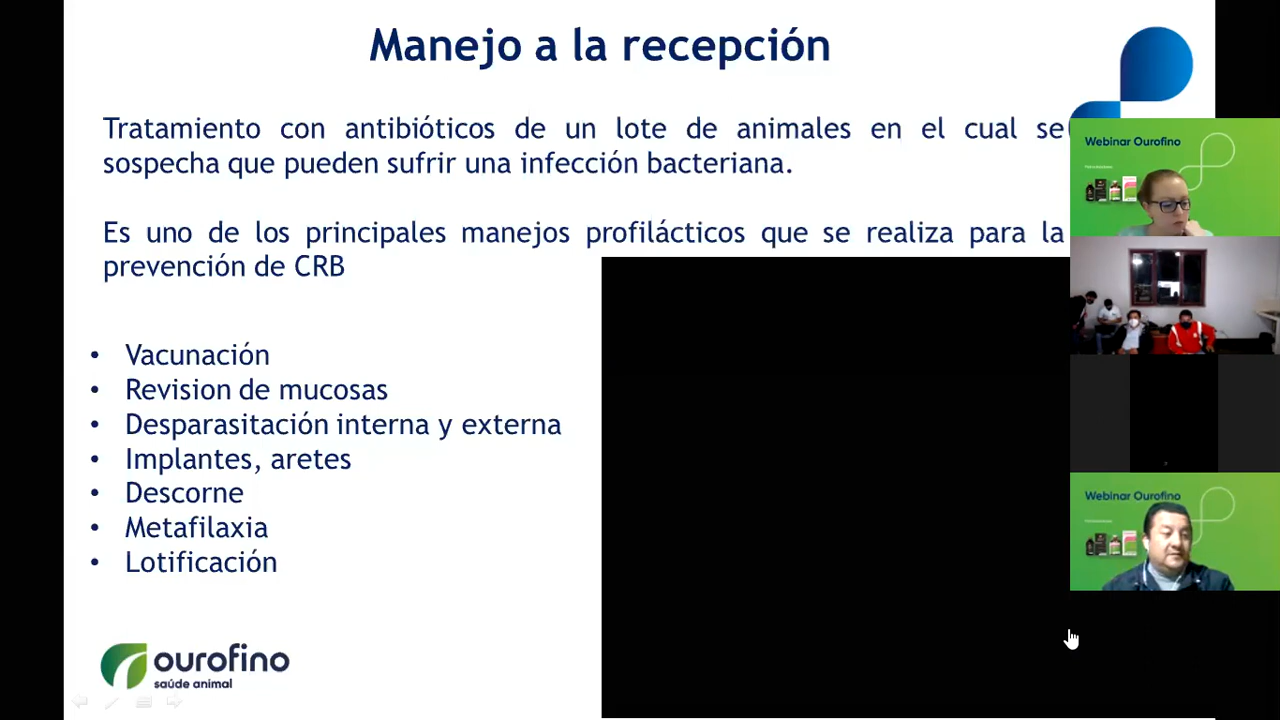 Manejo a la recepción
Tratamiento con antibióticos de un lote de animales en el cual se
sospecha que pueden sufrir una infección bacteriana.
Es uno de los principales manejos profilácticos que se realiza para la
prevención de CRB
• Vacunación
• Revision de mucosas
• Desparasitación interna y externa
• Implantes, aretes
• Descorne
• Metafilaxia
• Lotificación
ourofino
saúde animal
Webinar Ourofino
Webinar Ourofino